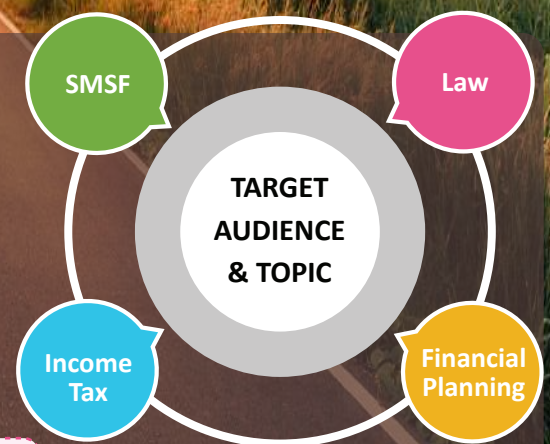 SMSF
Law
TARGET
AUDIENCE
& TOPIC
Income
Tax
Financial
Planning